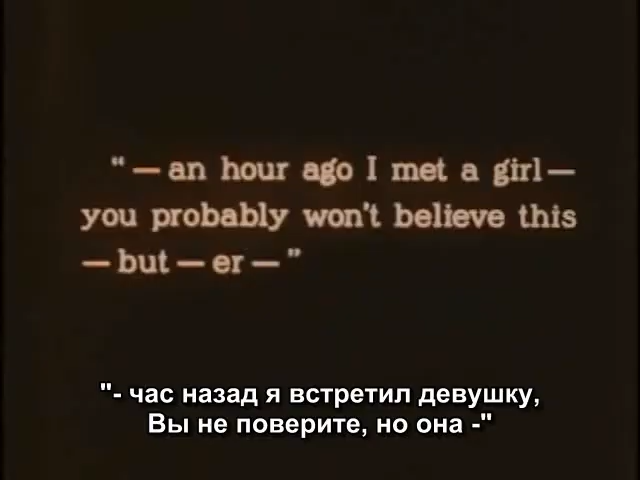 “ — an hour ago I met a girl —
you probably won't believe this
— but — er — ”
"- час назад я встретил девушку,
Вы не поверите, но она -"